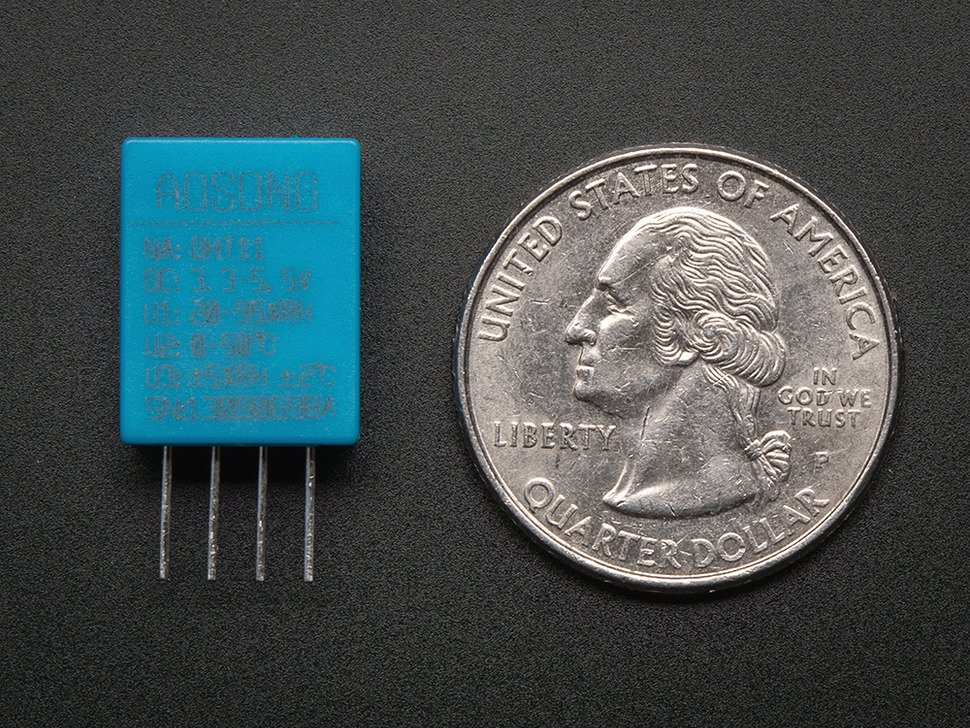 AOSONG
NA: DHT11
DC: 3.3-5.5V
U1: 20-95%RH
U2: 0-50℃
U3: ±5%RH ±2℃
UNITED STATES OF AMERICA
LIBERTY
IN
GOD WE
TRUST
P
QUARTER DOLLAR